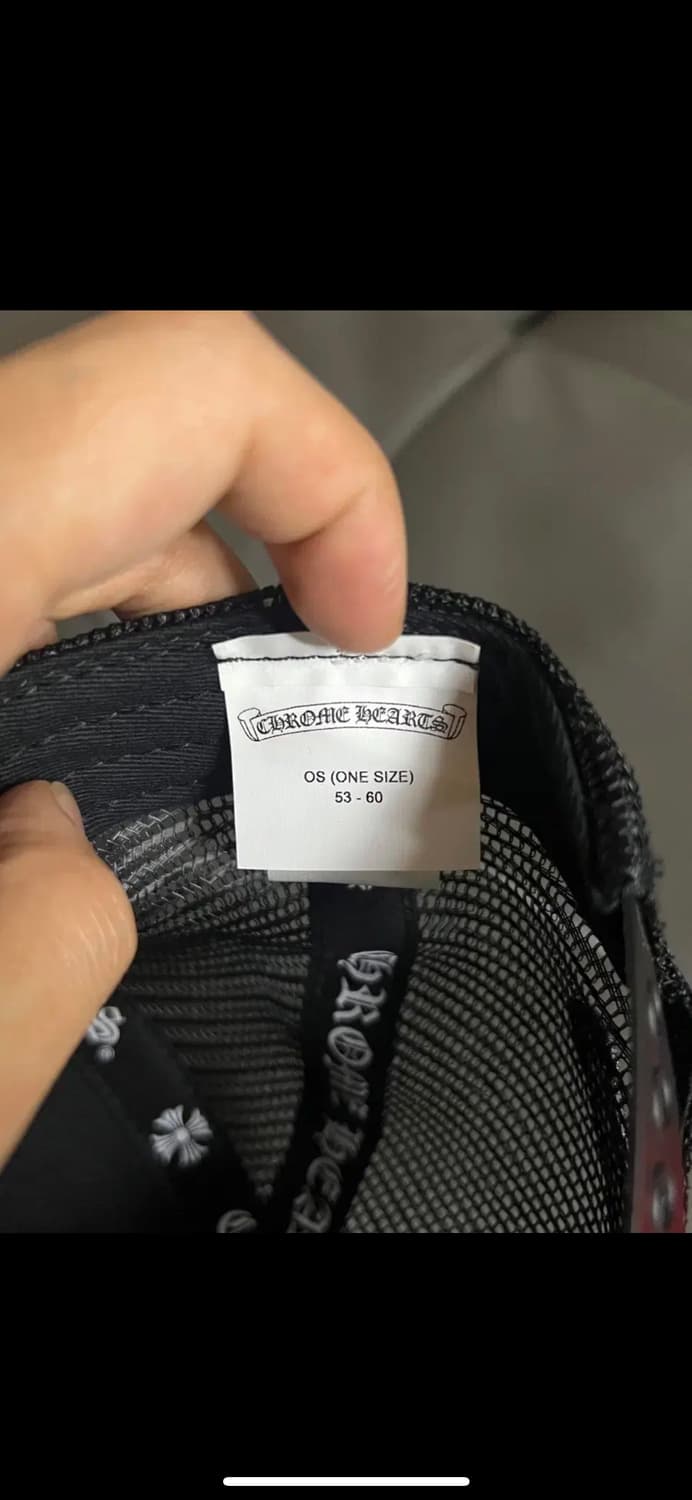 CHROME HEARTS
OS (ONE SIZE)
53 - 60